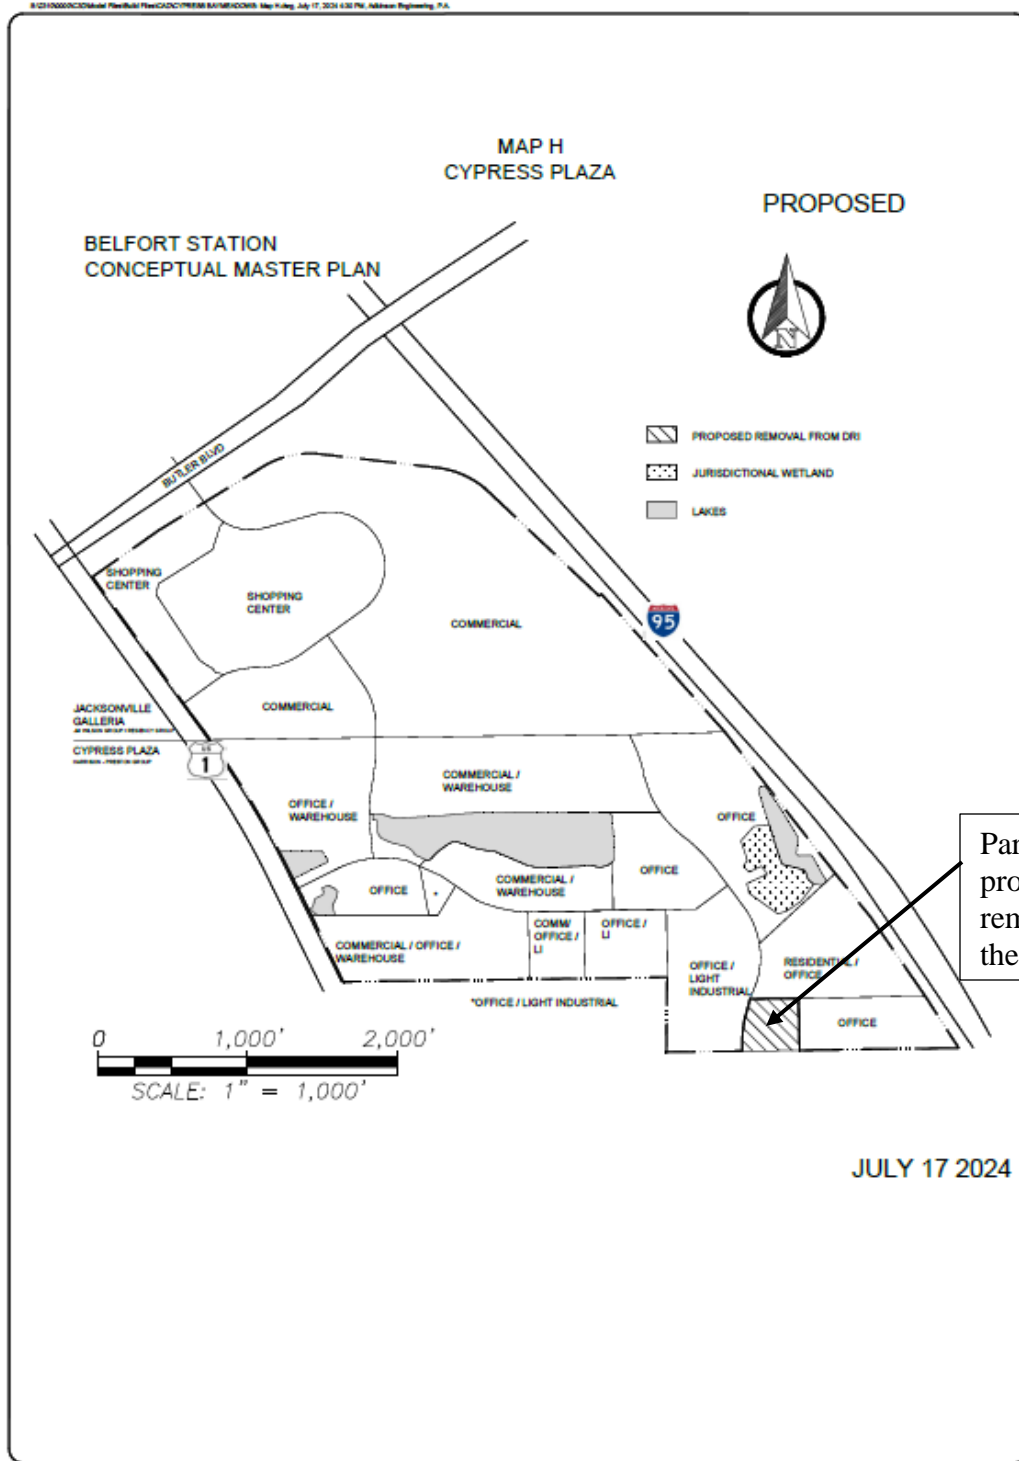 MAP H
CYPRESS PLAZA
PROPOSED
BELFORT STATION
CONCEPTUAL MASTER PLAN
N
PROPOSED REMOVAL FROM DRI
JURISDICTIONAL WETLAND
LAKES
BUTLER BLVD
SHOPPING
CENTER
SHOPPING
CENTER
COMMERCIAL
95
COMMERCIAL
JACKSONVILLE
GALLERIA
CYPRESS PLAZA
US
1
COMMERCIAL /
WAREHOUSE
OFFICE /
WAREHOUSE
OFFICE
OFFICE
COMMERCIAL /
WAREHOUSE
OFFICE
*
COMM/
OFFICE /
LI
OFFICE /
LI
COMMERCIAL / OFFICE /
WAREHOUSE
OFFICE /
LIGHT
INDUSTRIAL
RESIDENTIAL /
OFFICE
*OFFICE / LIGHT INDUSTRIAL
OFFICE
Par
pro
rem
the
0 1,000' 2,000'
SCALE: 1" = 1,000'
JULY 17 2024